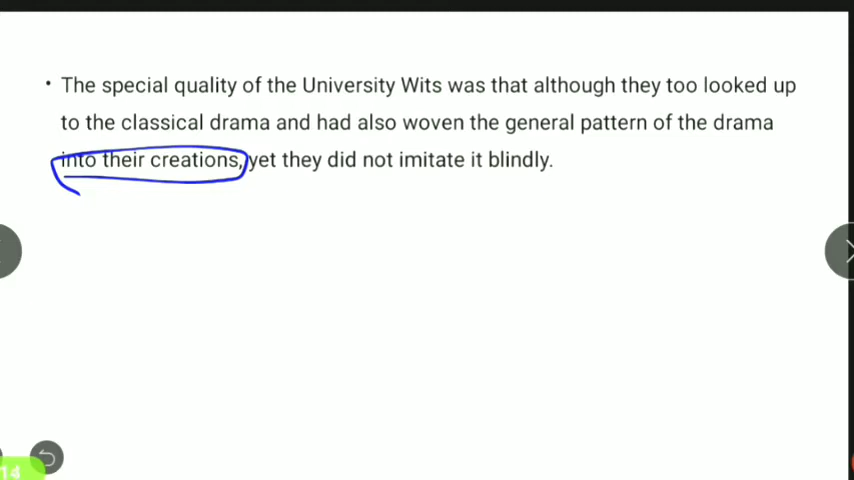 • The special quality of the University Wits was that although they too looked up
to the classical drama and had also woven the general pattern of the drama
into their creations, yet they did not imitate it blindly.
14